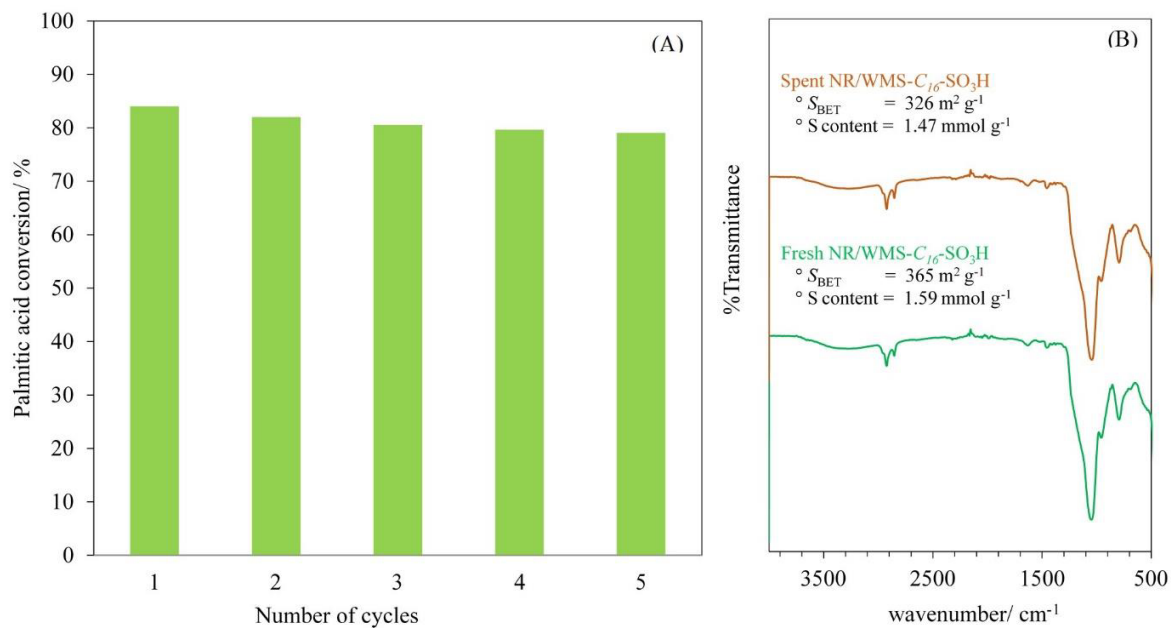 (A)
Palmitic acid conversion/ %
100
90
80
70
60
50
40
30
20
10
0
1 2 3 4 5
Number of cycles
(B)
%Transmittance
Spent NR/WMS-C₁₆-SO₃H
° S_BET = 326 m² g⁻¹
° S content = 1.47 mmol g⁻¹
Fresh NR/WMS-C₁₆-SO₃H
° S_BET = 365 m² g⁻¹
° S content = 1.59 mmol g⁻¹
3500 2500 1500 500
wavenumber/ cm⁻¹